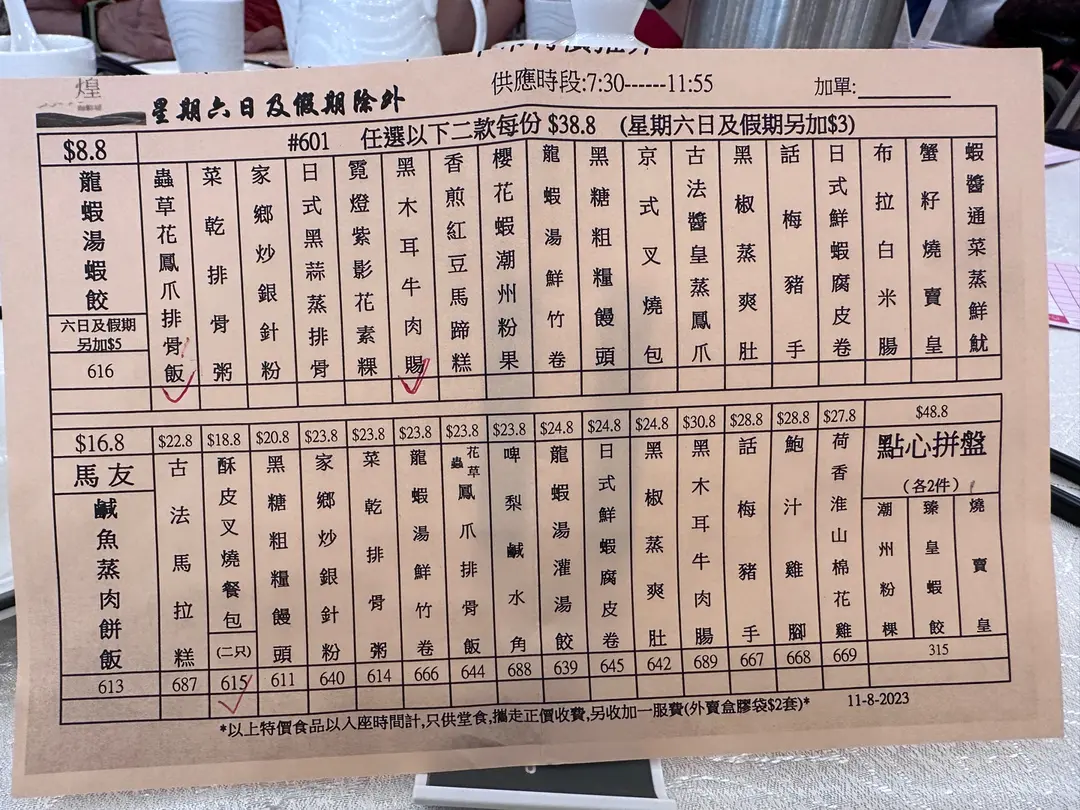 煌
星期六日及假期除外
供應時段:7:30------11:55
加單:
$8.8
龍蝦湯蝦餃
六日及假期
另加$5
616
#601 任選以下二款每份 $38.8 (星期六日及假期另加$3)
蟲草花鳳爪排骨飯
菜乾排骨粥
家鄉炒銀針粉
日式黑蒜蒸排骨
霓燈紫影花素粿
黑木耳牛肉賜
香煎紅豆馬蹄糕
櫻花蝦潮州粉果
龍蝦湯鮮竹卷
黑糖粗糧饅頭
京式叉燒包
古法醬皇蒸鳳爪
黑椒蒸爽肚
話梅豬手
日式鮮蝦腐皮卷
布拉白米腸
蟹籽燒賣皇
蝦醬通菜蒸鮮魷
$16.8
馬友
鹹魚蒸肉餅飯
613
$22.8
古法馬拉糕
687
$18.8
酥皮叉燒餐包
(二只)
615
$20.8
黑糖粗糧饅頭
611
$23.8
家鄉炒銀針粉
640
$23.8
菜乾排骨粥
614
$23.8
龍蝦湯鮮竹卷
666
$23.8
蟲草花鳳爪排骨飯
644
$23.8
啤梨鹹水角
688
$24.8
龍蝦湯灌湯餃
639
$24.8
日式鮮蝦腐皮卷
645
$24.8
黑椒蒸爽肚
642
$30.8
黑木耳牛肉腸
689
$28.8
話梅豬手
667
$28.8
鮑汁雞腳
668
$27.8
荷香淮山棉花雞
669
$48.8
點心拼盤
(各2件)
潮州粉粿
臻皇蝦餃
燒賣皇
315
*以上特價食品以入座時間計,只供堂食,攜走正價收費,另收加一服費(外賣盒膠袋$2套)*
11-8-2023